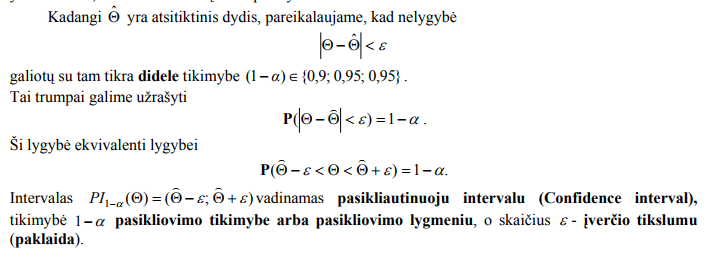 Kadangi Θ̂ yra atsitiktinis dydis, pareikalaujame, kad nelygybė
|Θ − Θ̂| < ε
galiotų su tam tikra didele tikimybe (1 − α) ∈ {0,9; 0,95; 0,95} .
Tai trumpai galime užrašyti
P(|Θ − Θ̂| < ε) = 1 − α .
Ši lygybė ekvivalenti lygybei
P(Θ̂ − ε < Θ < Θ̂ + ε) = 1 − α.
Intervalas PI₁₋α(Θ) = (Θ̂ − ε; Θ̂ + ε) vadinamas pasikliautinuoju intervalu (Confidence interval),
tikimybė 1 − α pasikliovimo tikimybe arba pasikliovimo lygmeniu, o skaičius ε - įverčio tikslumu
(paklaida).